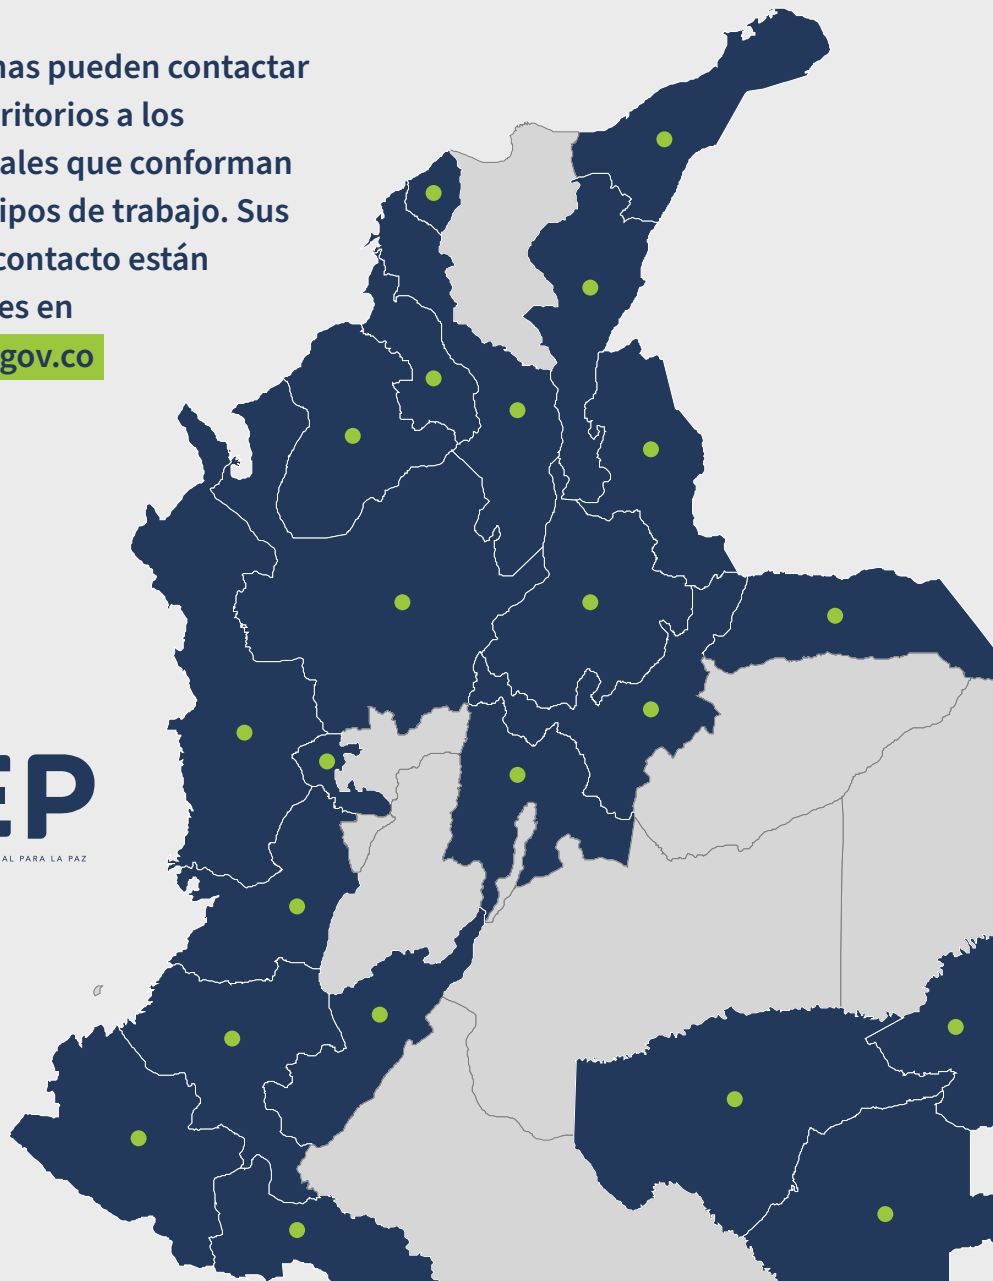 nas pueden contactar
ritorios a los
ales que conforman
ipos de trabajo. Sus
contacto están
es en
gov.co
EP
AL PARA LA PAZ